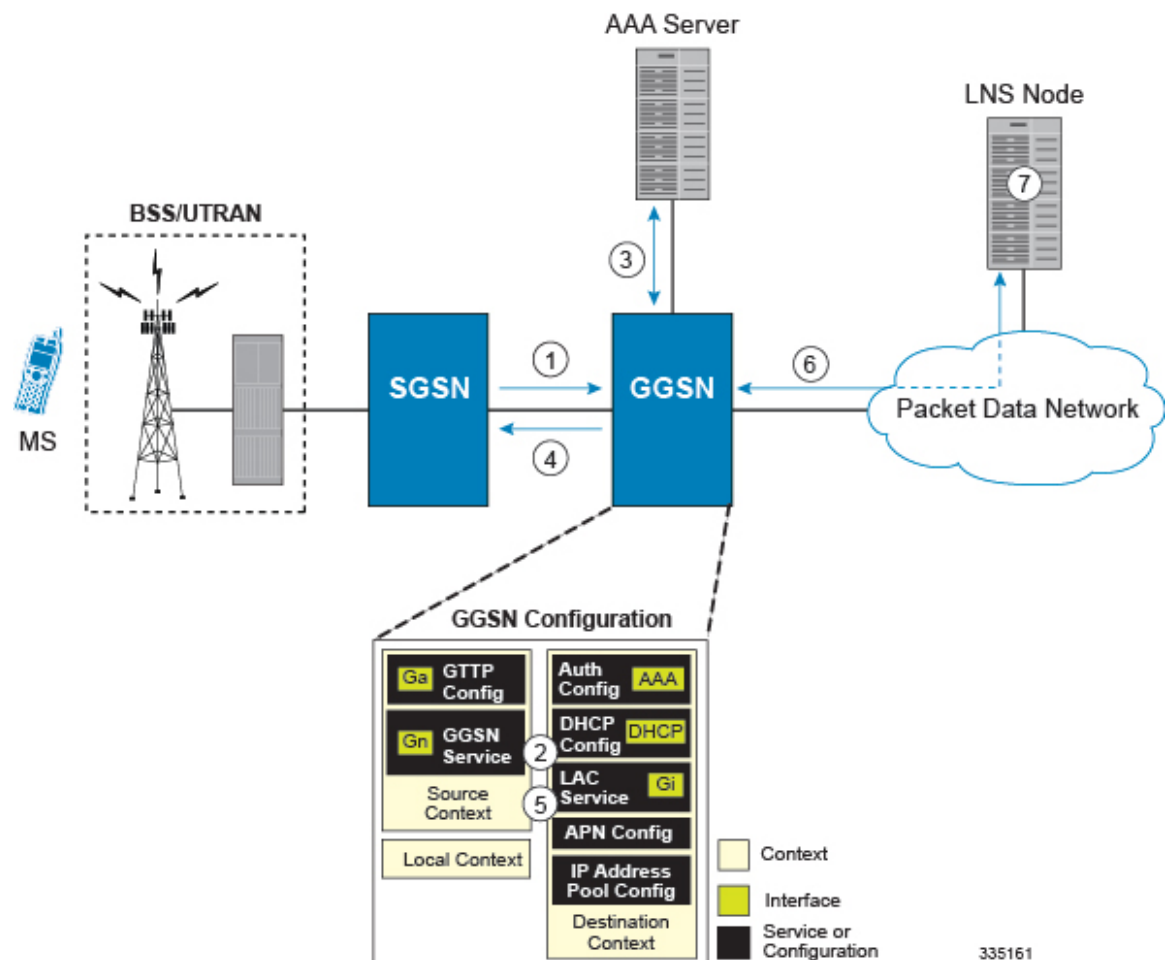 AAA Server
LNS Node
7
BSS/UTRAN
3
MS
SGSN
1
GGSN
6
Packet Data Network
4
GGSN Configuration
Ga
GTTP
Config
Gn
GGSN
Service
Source
Context
Local Context
2
5
Auth
Config
AAA
DHCP
Config
DHCP
LAC
Service
Gi
APN Config
IP Address
Pool Config
Destination
Context
Context
Interface
Service or
Configuration
335161